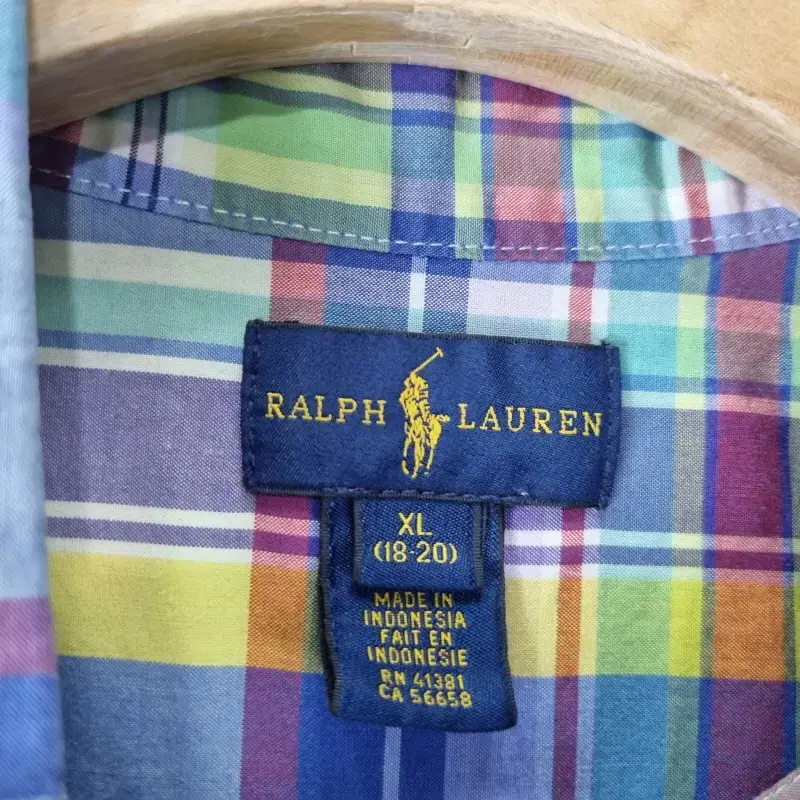 RALPH LAUREN
XL
(18-20)
MADE IN
INDONESIA
FAIT EN
INDONESIE
RN 41381
CA 56658